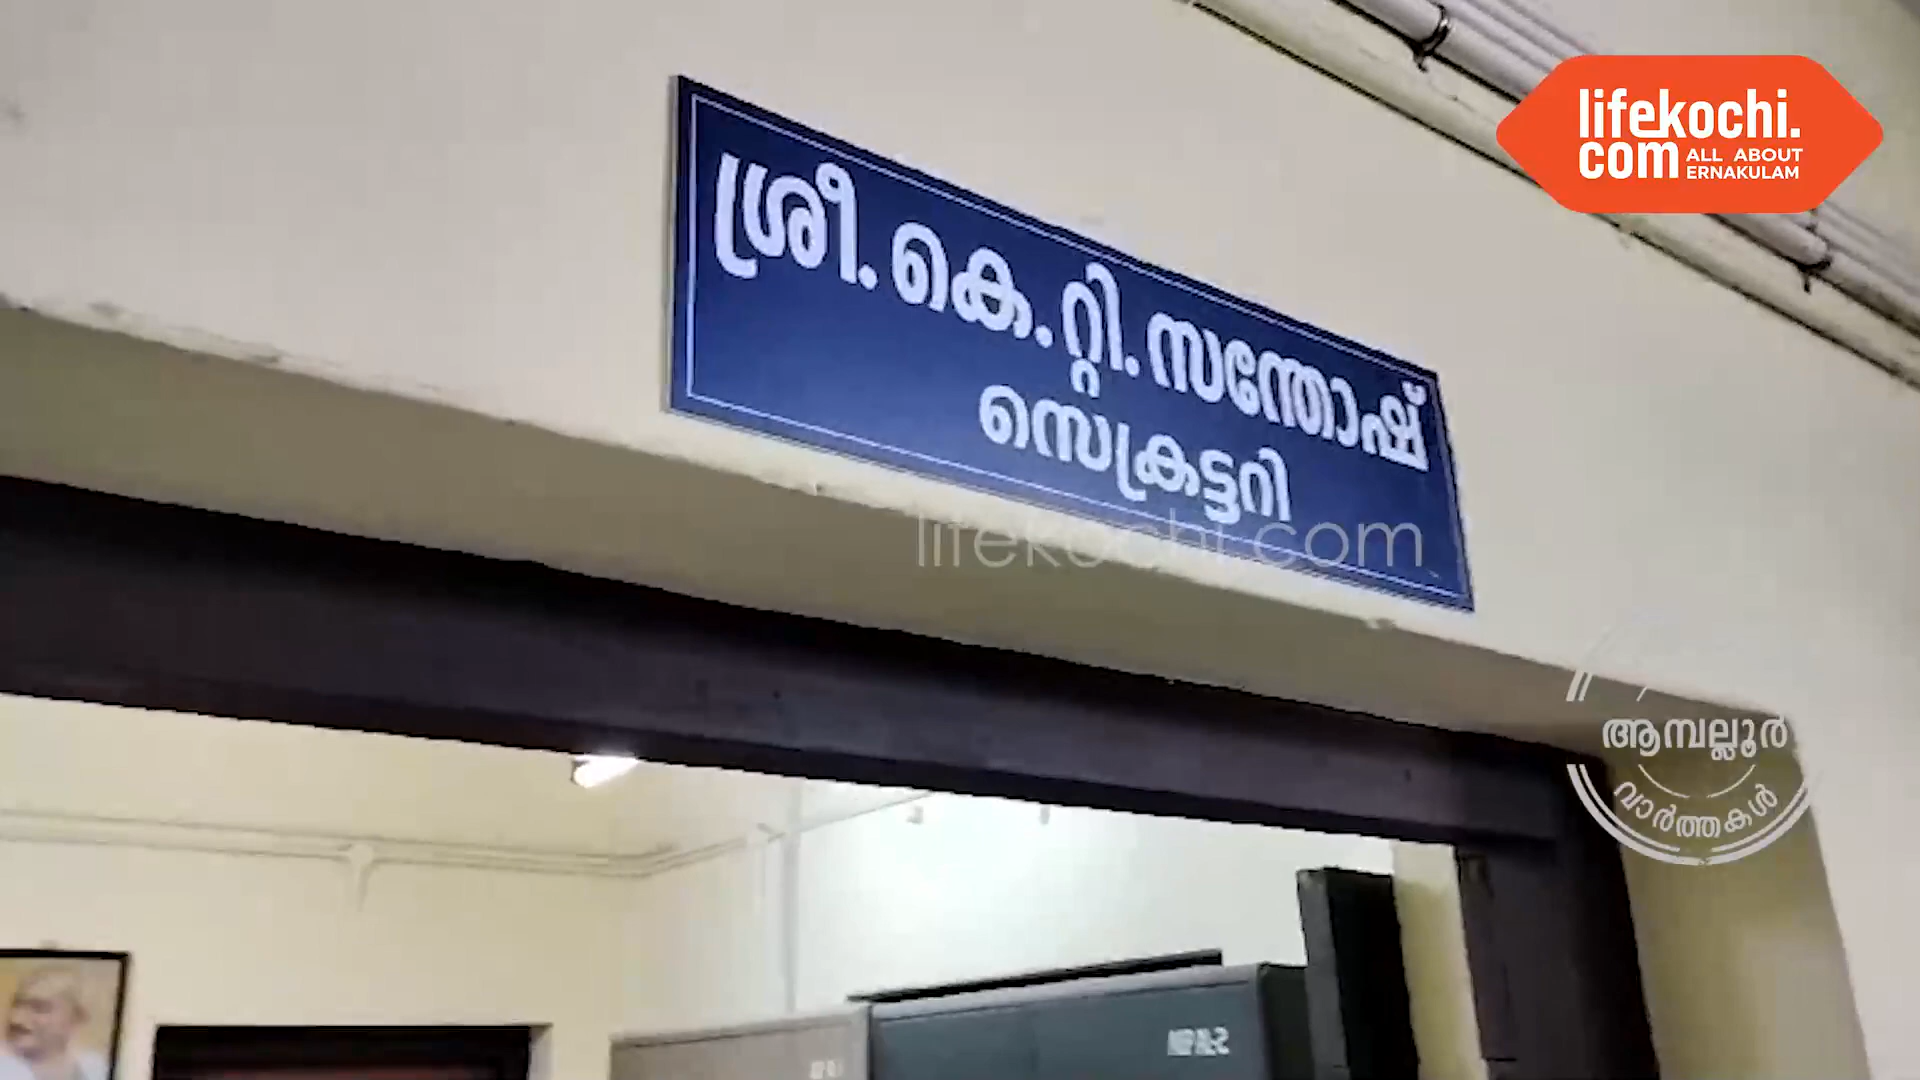 lifekochi.
com ALL ABOUT
ERNAKULAM
ശ്രീ. കെ.റ്റി. സന്തോഷ്
സെക്രട്ടറി
lifekochi.com
ആമ്പല്ലൂർ
വാർത്തകൾ